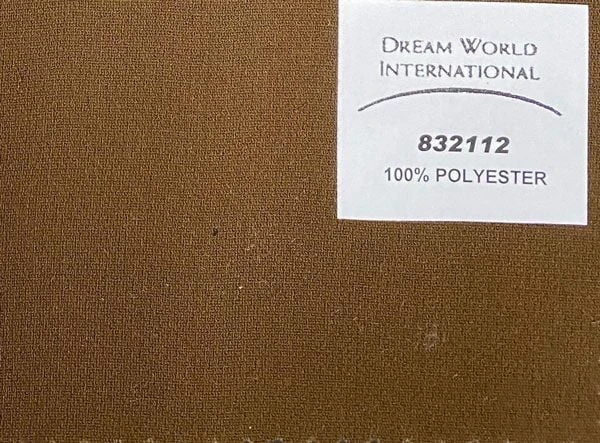 DREAM WORLD
INTERNATIONAL
832112
100% POLYESTER